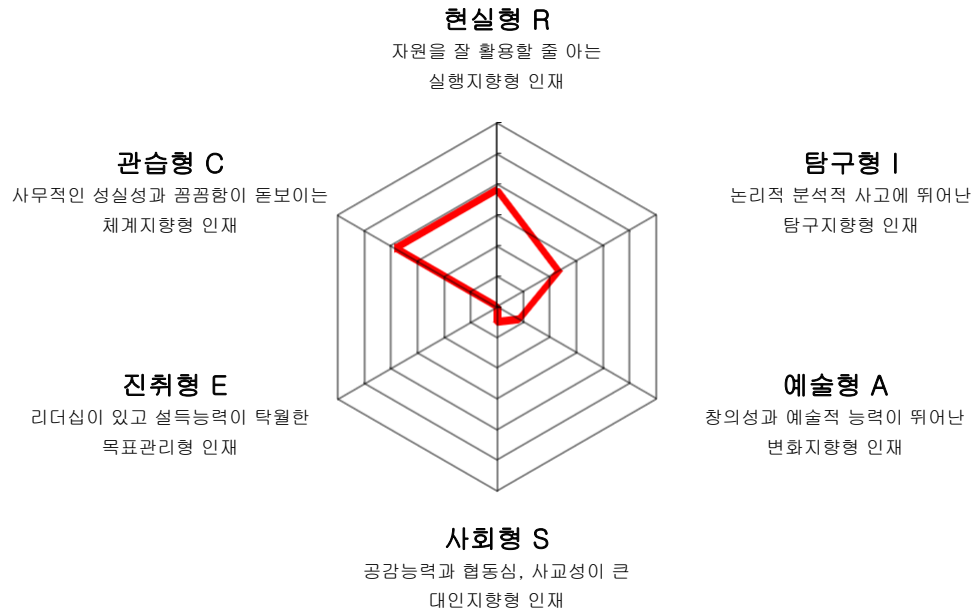 현실형 R
자원을 잘 활용할 줄 아는
실행지향형 인재
관습형 C
사무적인 성실성과 꼼꼼함이 돋보이는
체계지향형 인재
탐구형 I
논리적 분석적 사고에 뛰어난
탐구지향형 인재
진취형 E
리더십이 있고 설득능력이 탁월한
목표관리형 인재
예술형 A
창의성과 예술적 능력이 뛰어난
변화지향형 인재
사회형 S
공감능력과 협동심, 사교성이 큰
대인지향형 인재